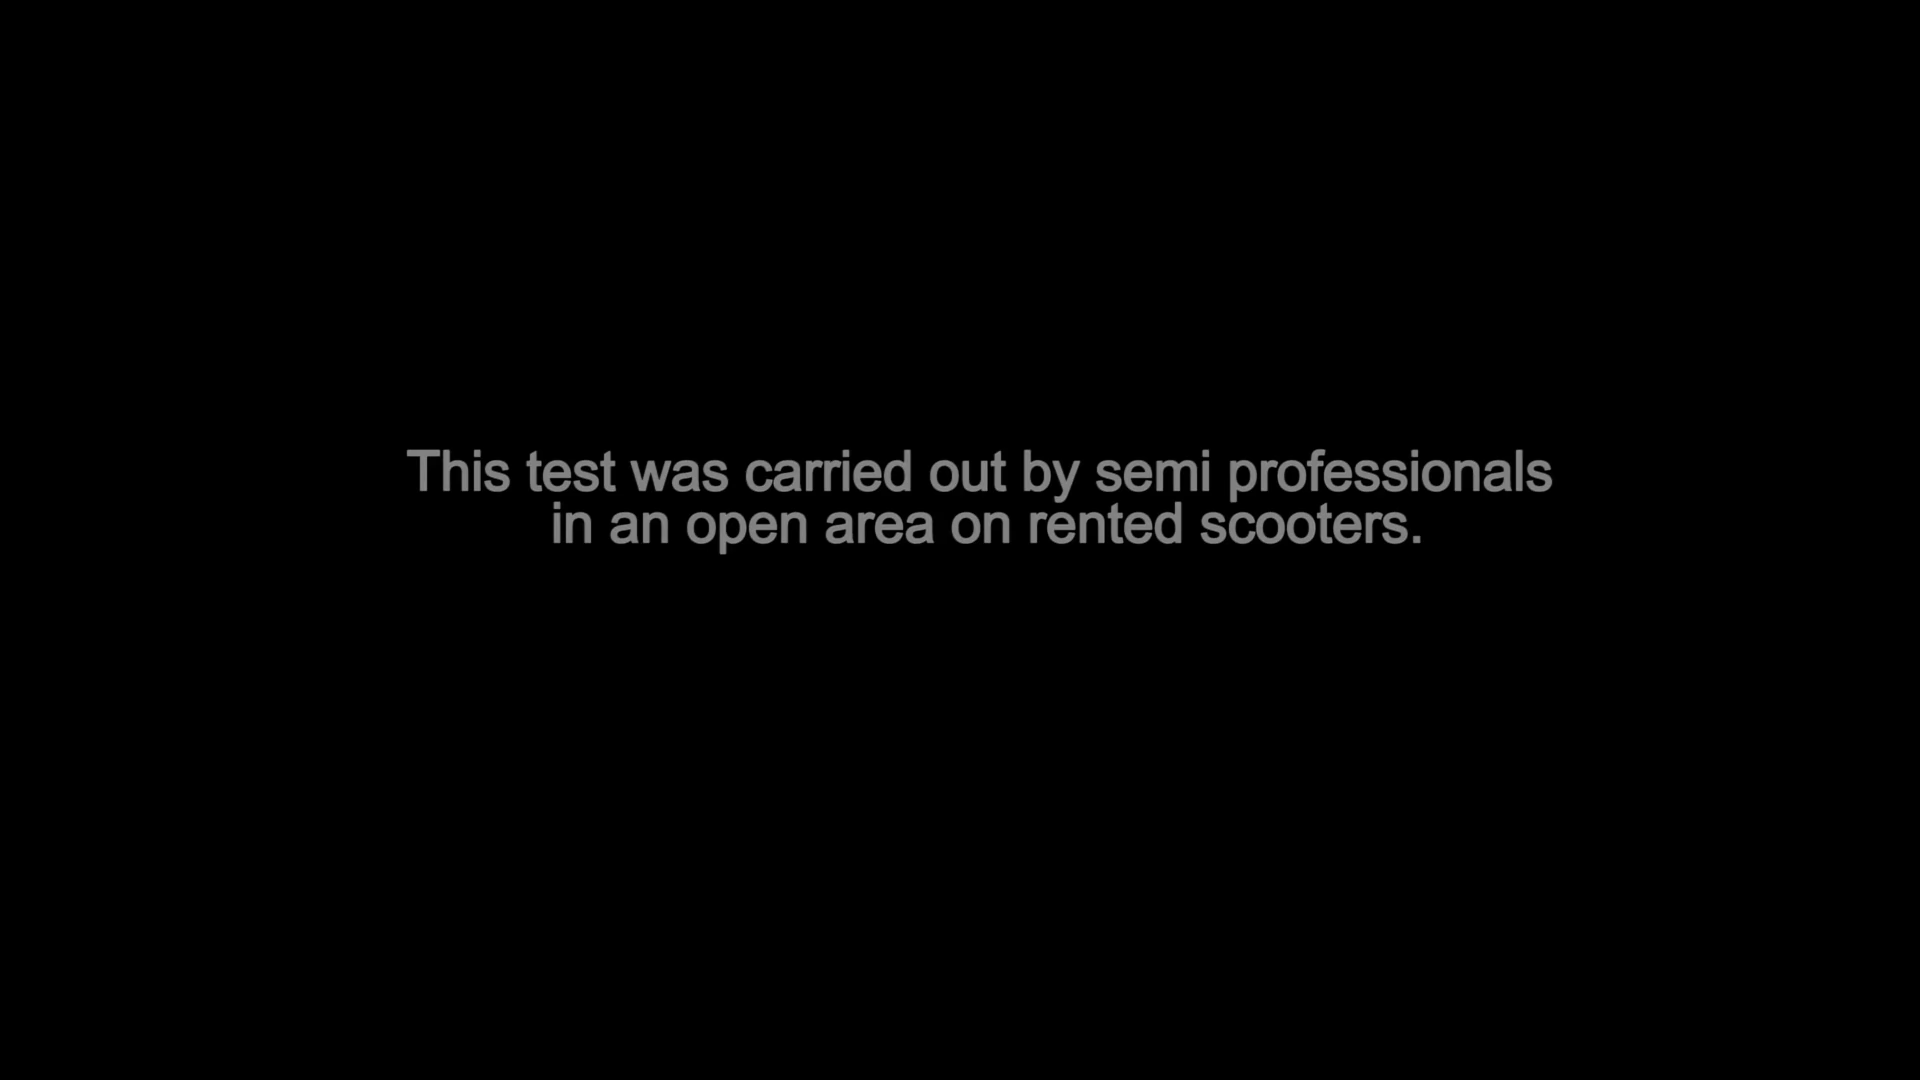 This test was carried out by semi professionals
in an open area on rented scooters.